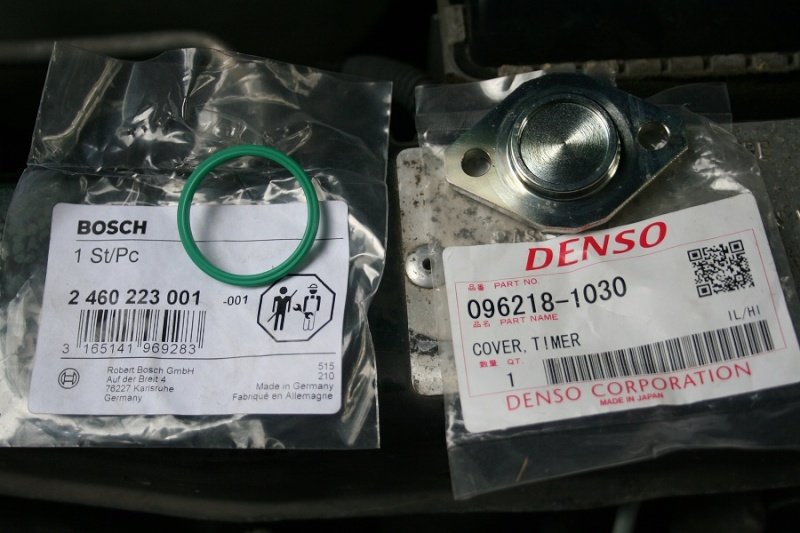 BOSCH
1 St/Pc
2 460 223 001 -001
3 165141 969283
Robert Bosch GmbH
Auf der Breit 4
76227 Karlsruhe
Germany
515
210
Made in Germany
Fabriqué en Allemagne
DENSO
品番 PART NO.
096218-1030
品名 PART NAME
IL/HI
COVER, TIMER
数量 QT.
1
DENSO CORPORATION
MADE IN JAPAN